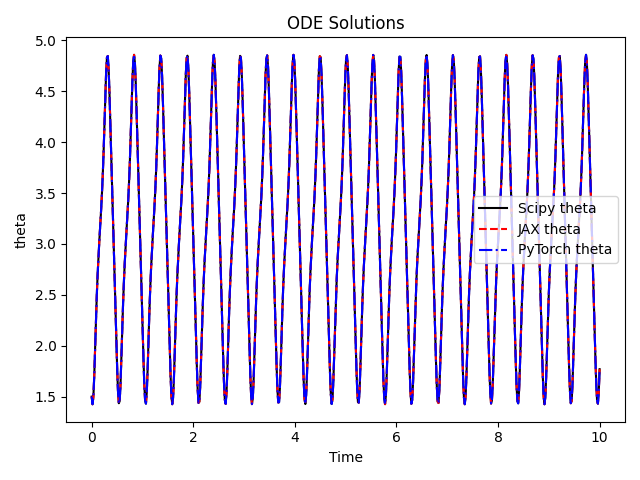 ODE Solutions
5.0
4.5
4.0
3.5
3.0
2.5
2.0
1.5
theta
Scipy theta
JAX theta
PyTorch theta
0 2 4 6 8 10
Time